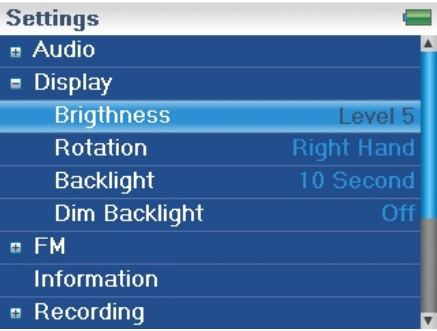 Settings
Audio
Display
Brigthness Level 5
Rotation Right Hand
Backlight 10 Second
Dim Backlight Off
FM
Information
Recording